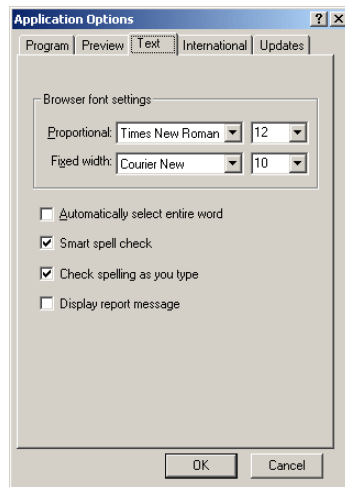 Application Options
Program Preview Text International Updates
Browser font settings
Proportional: Times New Roman 12
Fixed width: Courier New 10
Automatically select entire word
Smart spell check
Check spelling as you type
Display report message
OK Cancel